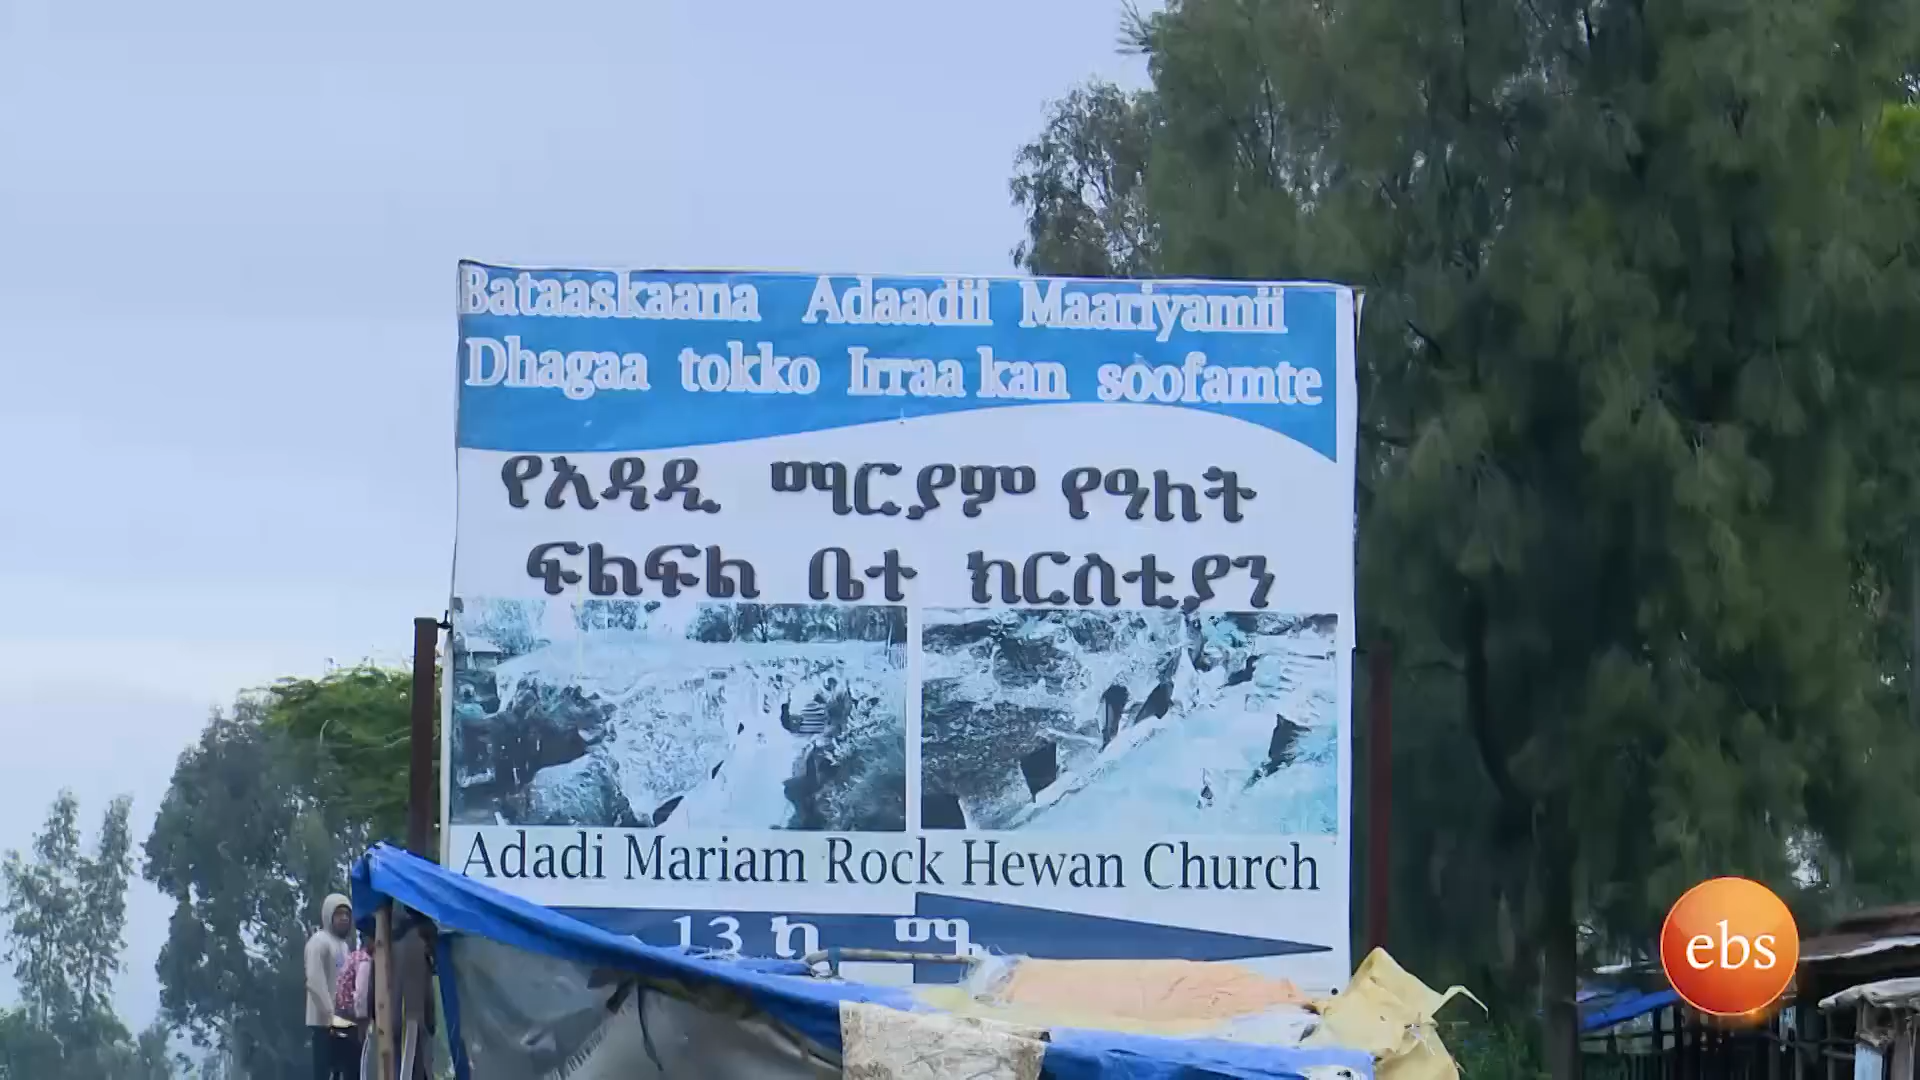 Bataaskaana Adaadii Maariyamii
Dhagaa tokko Irraa kan soofamte
የአዳዲ ማርያም የዓለት
ፍልፍል ቤተ ክርስቲያን
Adadi Mariam Rock Hewan Church
13 ኪ ሜ
ebs